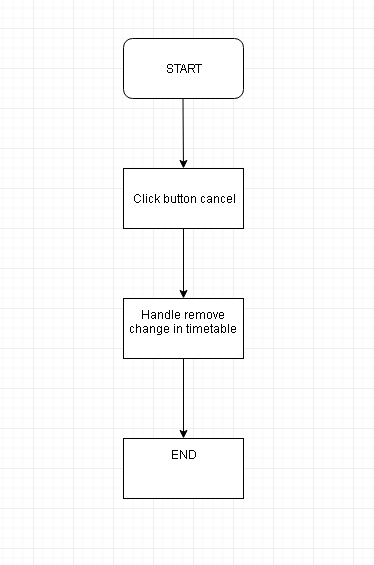 START
Click button cancel
Handle remove
change in timetable
END